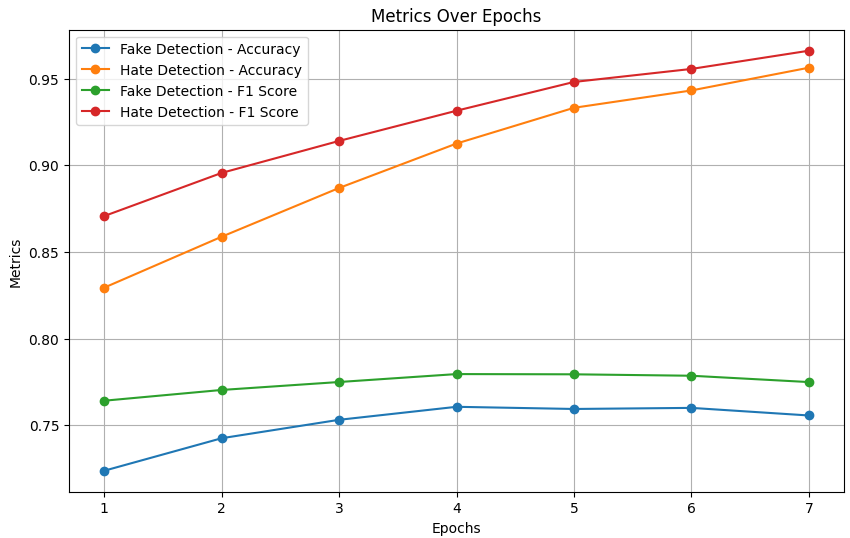 Metrics Over Epochs
Fake Detection - Accuracy
Hate Detection - Accuracy
Fake Detection - F1 Score
Hate Detection - F1 Score
Metrics
0.95
0.90
0.85
0.80
0.75
1 2 3 4 5 6 7
Epochs